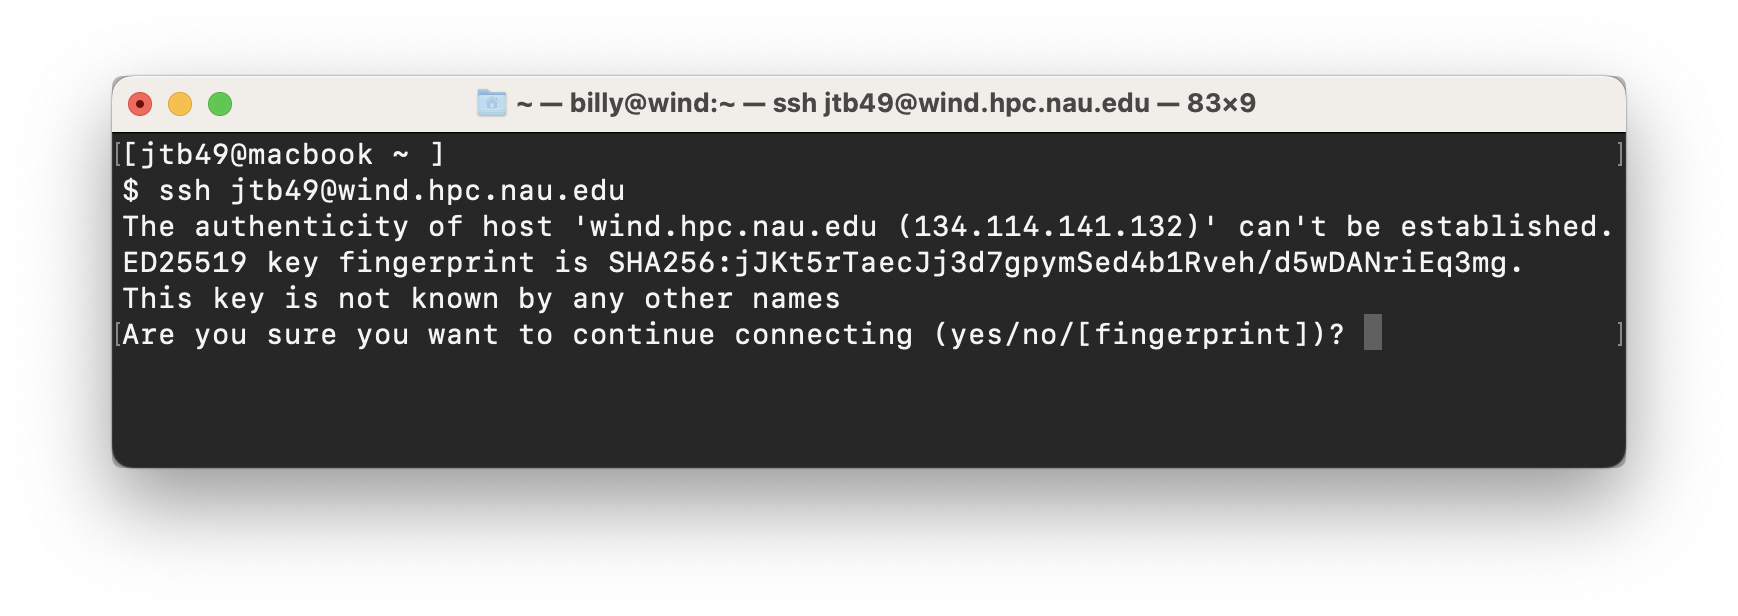 ~ — billy@wind:~ — ssh jtb49@wind.hpc.nau.edu — 83×9
[[jtb49@macbook ~ ] ]
$ ssh jtb49@wind.hpc.nau.edu
The authenticity of host 'wind.hpc.nau.edu (134.114.141.132)' can't be established.
ED25519 key fingerprint is SHA256:jJKt5rTaecJj3d7gpymSed4b1Rveh/d5wDANriEq3mg.
This key is not known by any other names
[Are you sure you want to continue connecting (yes/no/[fingerprint])? ]